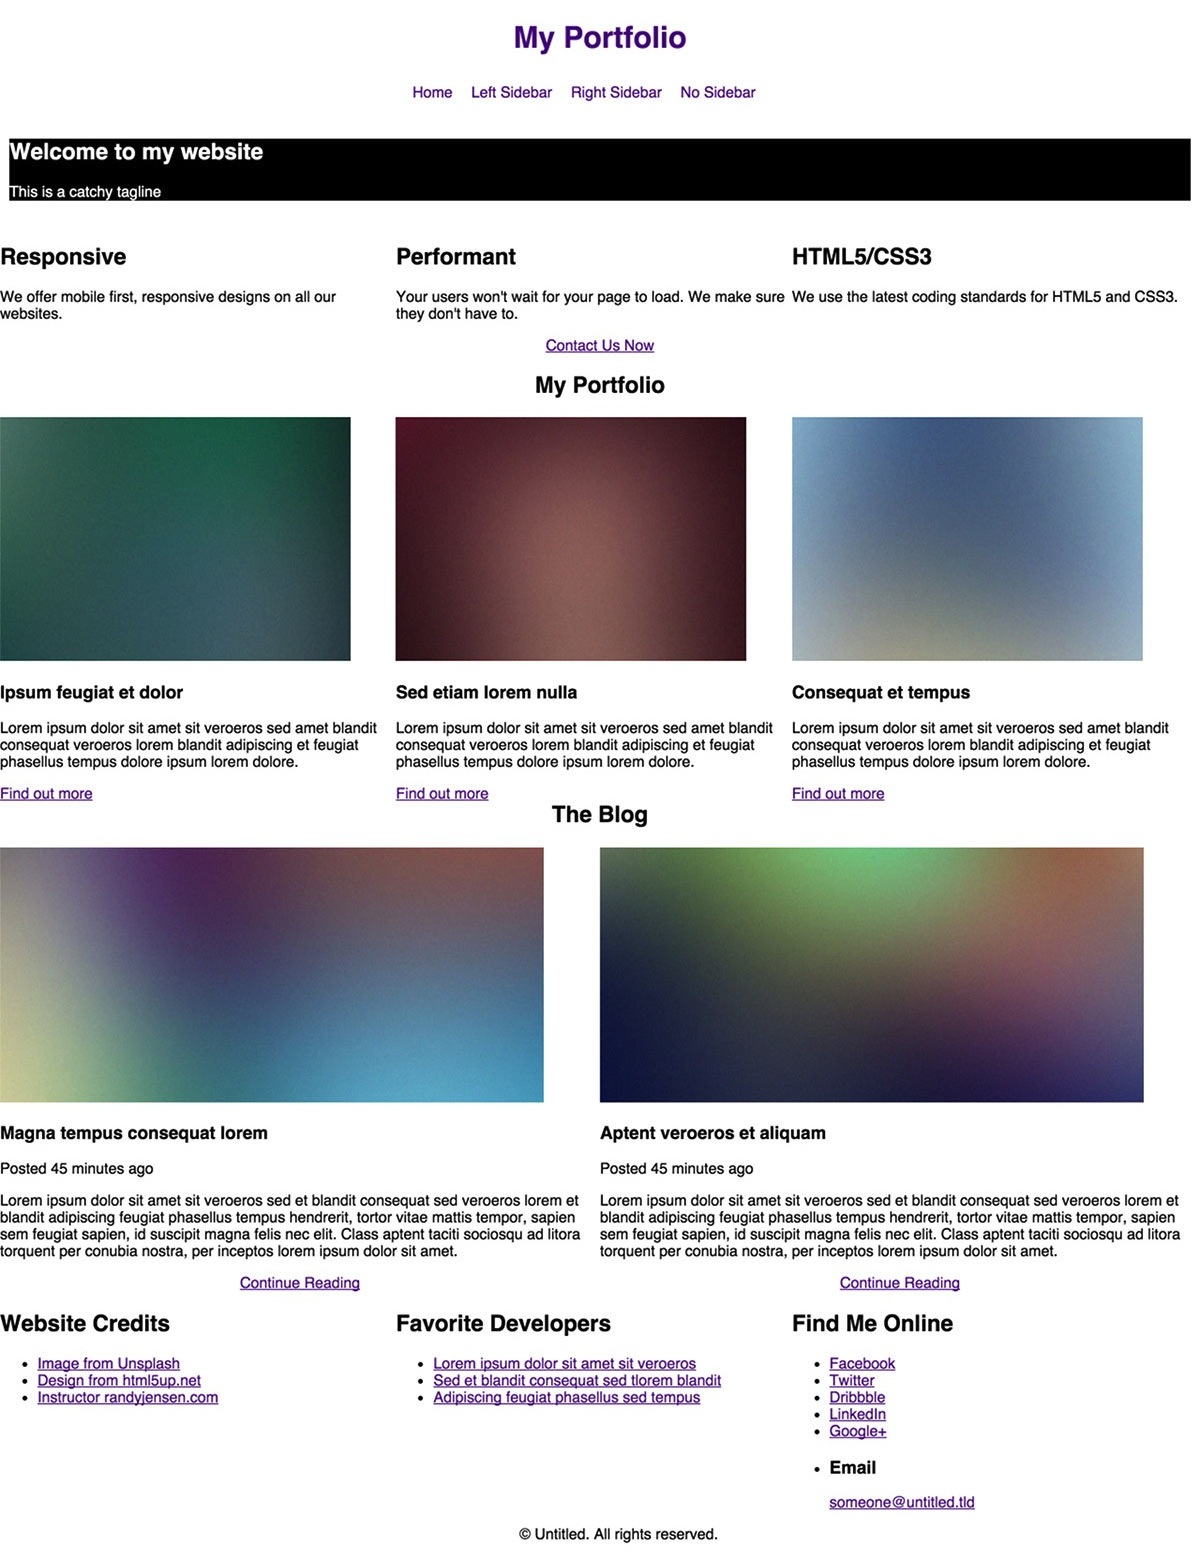 My Portfolio
Home Left Sidebar Right Sidebar No Sidebar
Welcome to my website
This is a catchy tagline
Responsive
We offer mobile first, responsive designs on all our
websites.
Performant
Your users won't wait for your page to load. We make sure
they don't have to.
HTML5/CSS3
We use the latest coding standards for HTML5 and CSS3.
Contact Us Now
My Portfolio
Ipsum feugiat et dolor
Lorem ipsum dolor sit amet sit veroeros sed amet blandit
consequat veroeros lorem blandit adipiscing et feugiat
phasellus tempus dolore ipsum lorem dolore.
Find out more
Sed etiam lorem nulla
Lorem ipsum dolor sit amet sit veroeros sed amet blandit
consequat veroeros lorem blandit adipiscing et feugiat
phasellus tempus dolore ipsum lorem dolore.
Find out more
Consequat et tempus
Lorem ipsum dolor sit amet sit veroeros sed amet blandit
consequat veroeros lorem blandit adipiscing et feugiat
phasellus tempus dolore ipsum lorem dolore.
Find out more
The Blog
Magna tempus consequat lorem
Posted 45 minutes ago
Lorem ipsum dolor sit amet sit veroeros sed et blandit consequat sed veroeros lorem et
blandit adipiscing feugiat phasellus tempus hendrerit, tortor vitae mattis tempor, sapien
sem feugiat sapien, id suscipit magna felis nec elit. Class aptent taciti sociosqu ad litora
torquent per conubia nostra, per inceptos lorem ipsum dolor sit amet.
Continue Reading
Aptent veroeros et aliquam
Posted 45 minutes ago
Lorem ipsum dolor sit amet sit veroeros sed et blandit consequat sed veroeros lorem et
blandit adipiscing feugiat phasellus tempus hendrerit, tortor vitae mattis tempor, sapien
sem feugiat sapien, id suscipit magna felis nec elit. Class aptent taciti sociosqu ad litora
torquent per conubia nostra, per inceptos lorem ipsum dolor sit amet.
Continue Reading
Website Credits
Image from Unsplash
Design from html5up.net
Instructor randyjensen.com
Favorite Developers
Lorem ipsum dolor sit amet sit veroeros
Sed et blandit consequat sed tlorem blandit
Adipiscing feugiat phasellus sed tempus
Find Me Online
Facebook
Twitter
Dribbble
LinkedIn
Google+
Email
someone@untitled.tld
© Untitled. All rights reserved.